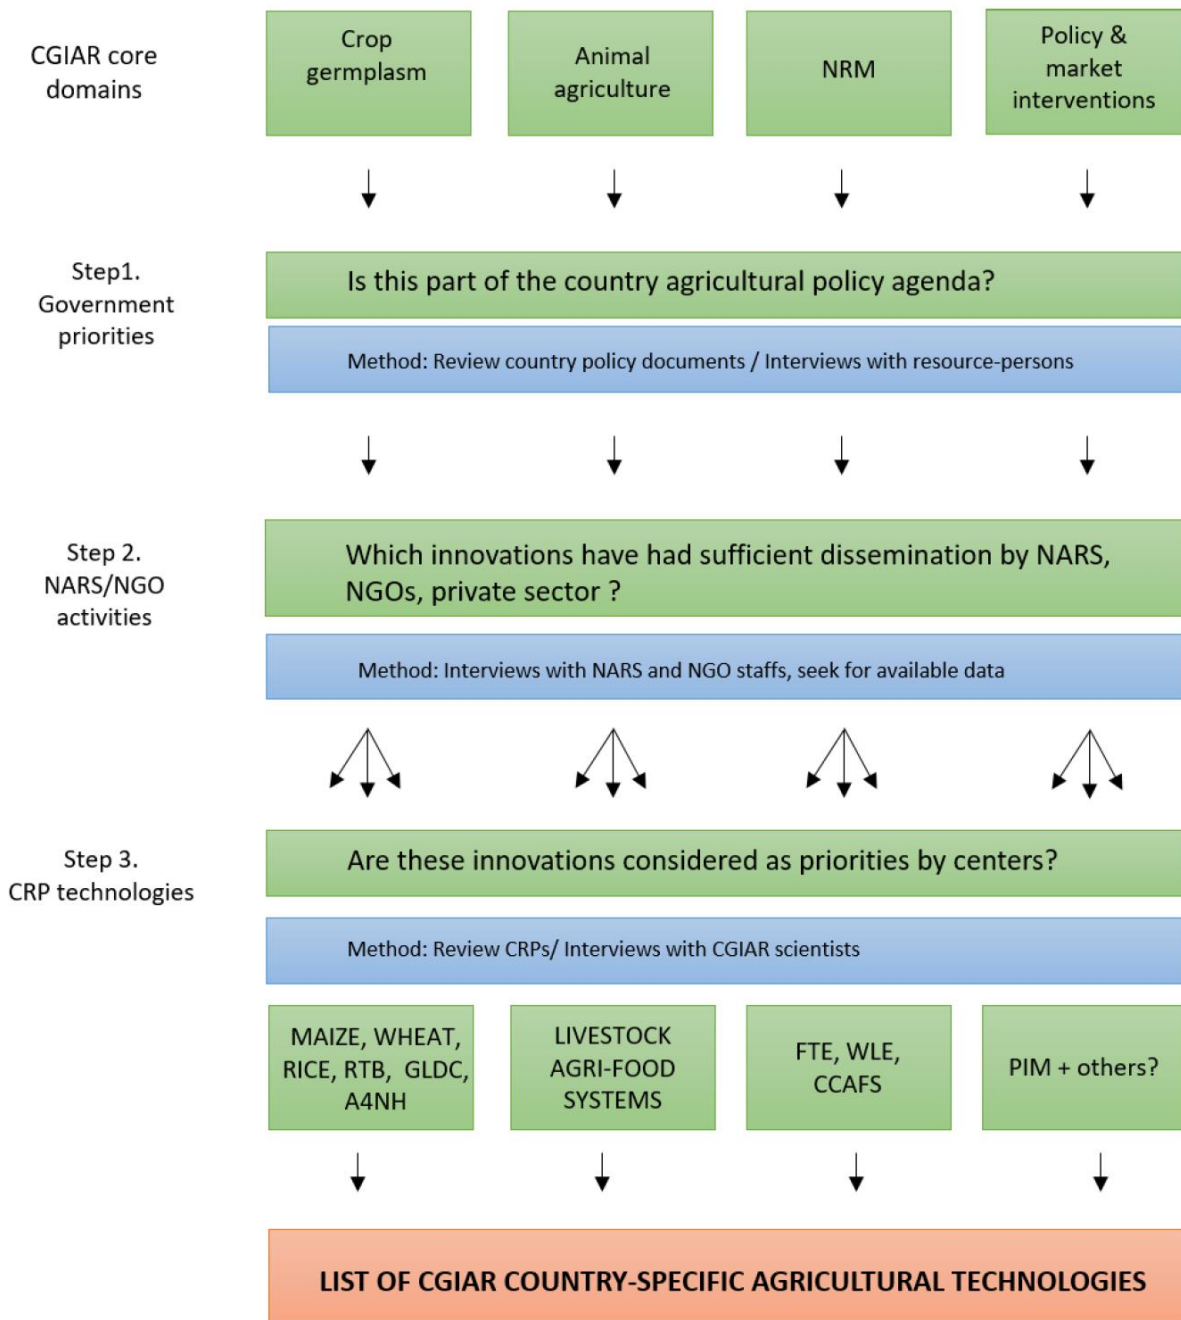 CGIAR core
domains
Crop
germplasm
Animal
agriculture
NRM
Policy &
market
interventions
Step1.
Government
priorities
Is this part of the country agricultural policy agenda?
Method: Review country policy documents / Interviews with resource-persons
Step 2.
NARS/NGO
activities
Which innovations have had sufficient dissemination by NARS,
NGOs, private sector ?
Method: Interviews with NARS and NGO staffs, seek for available data
Step 3.
CRP technologies
Are these innovations considered as priorities by centers?
Method: Review CRPs/ Interviews with CGIAR scientists
MAIZE, WHEAT,
RICE, RTB, GLDC,
A4NH
LIVESTOCK
AGRI-FOOD
SYSTEMS
FTE, WLE,
CCAFS
PIM + others?
LIST OF CGIAR COUNTRY-SPECIFIC AGRICULTURAL TECHNOLOGIES